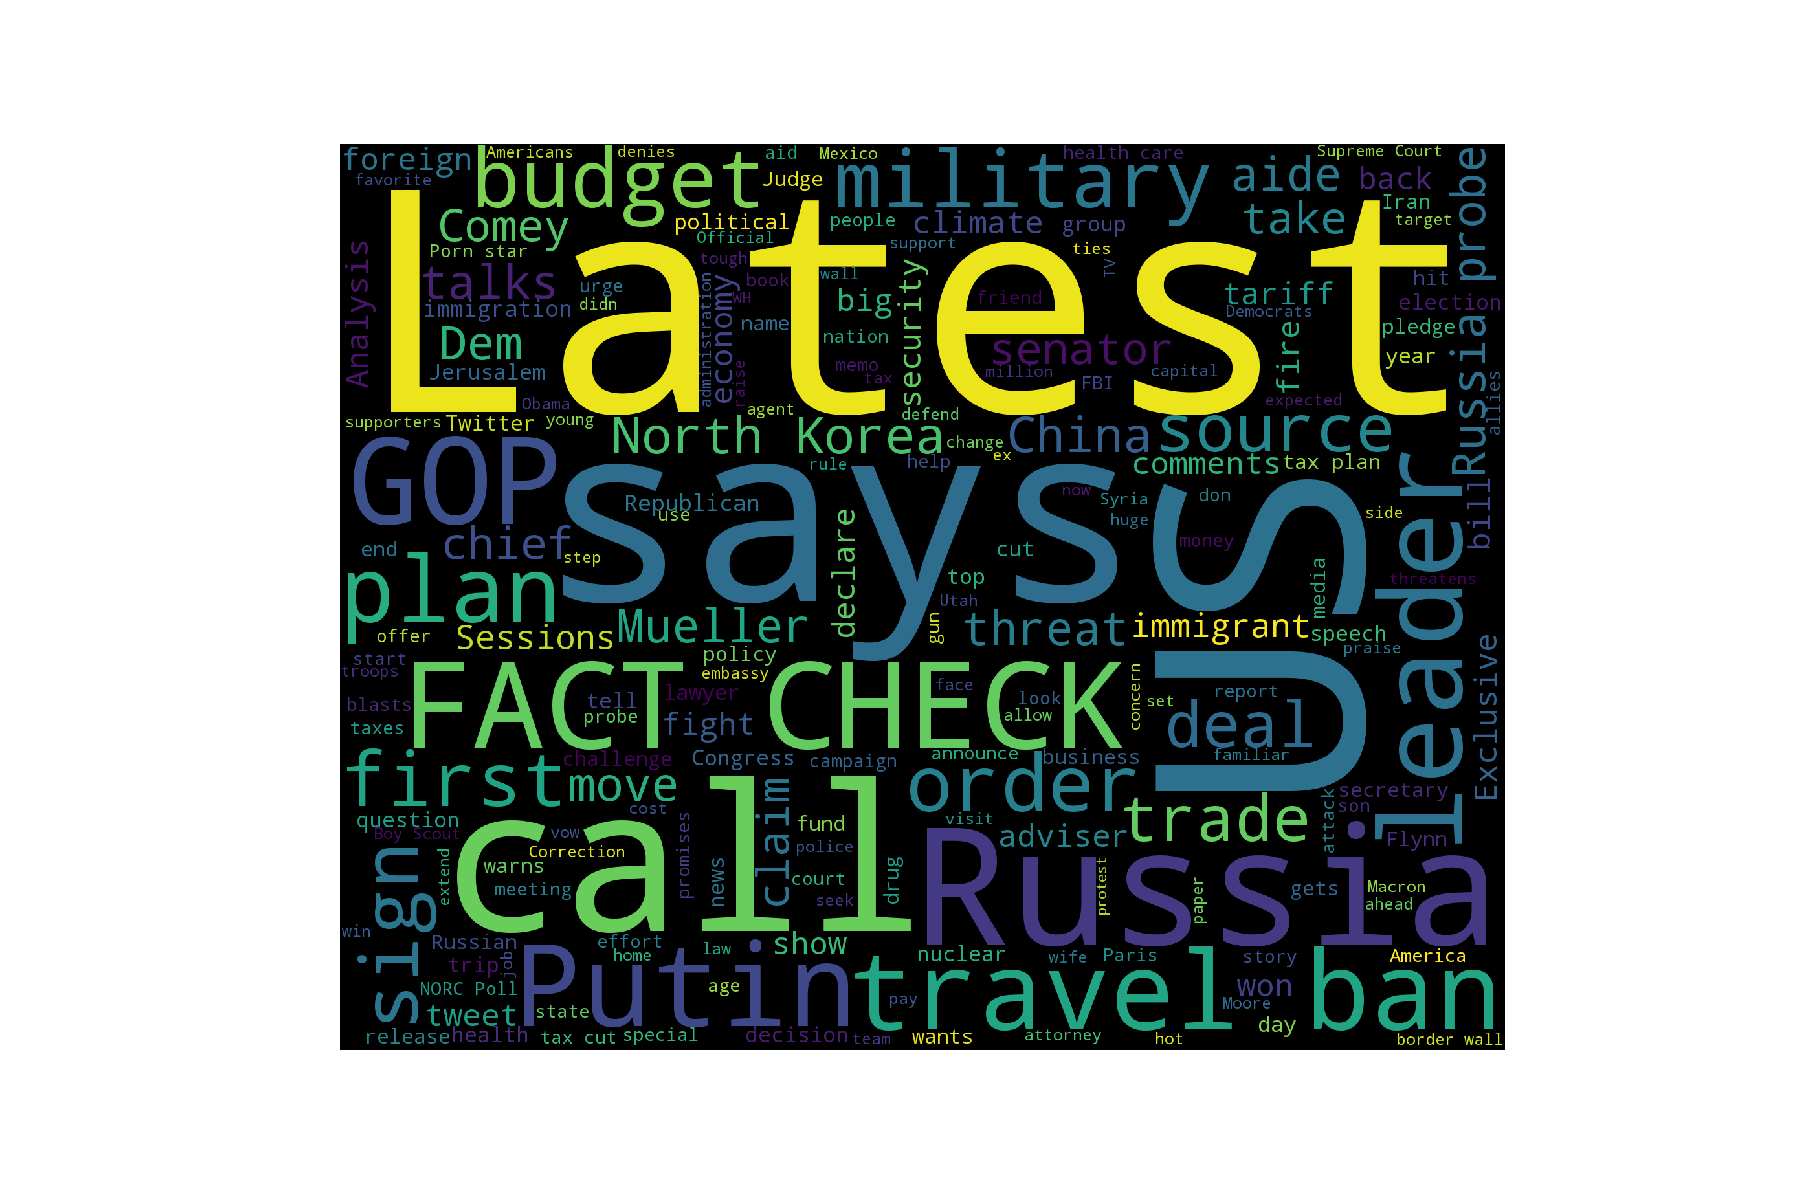 foreign
Americans
denies
aid
Mexico
health care
Supreme Court
favorite
budget
Judge
military
aide
back
Russia probe
Comey
political
people
climate
group
take
Iran
target
Porn star
Official
support
ties
Latest
Analysis
talks
urge
tough
book
wall
security
TV
tariff
hit
immigration
didn
administration
WH
big
friend
Democrats
election
Dem
economy
name
nation
senator
fire
pledge
Jerusalem
raise
memo
tax
million
FBI
capital
year
Obama
agent
defend
expected
allies
supporters
Twitter
young
North Korea
change
China
source
GOP
rule
help
ex
comments
tax plan
says
US
leader
bill
Republican
use
now
Syria
don
huge
side
chief
end
step
declare
cut
money
plan
top
Utah
media
threatens
offer
Sessions
Mueller
gun
threat
immigrant
speech
praise
start
troops
policy
embassy
FACT CHECK
face
look
concern
report
Exclusive
blasts
tell
lawyer
allow
set
taxes
probe
fight
deal
first
challenge
Congress
campaign
announce
business
familiar
move
order
secretary
cost
claim
call
fund
visit
trade
attack
son
question
Boy Scout
vow
promises
police
adviser
Flynn
sign
extend
warns
Correction
news
court
drug
Russia
protest
paper
gets
Macron
meeting
seek
ahead
win
Russian
effort
law
show
nuclear
wife
Paris
story
America
trip
job
home
Putin
travel ban
NORC Poll
age
pay
Moore
won
tweet
state
day
release
health
tax cut
special
decision
team
wants
attorney
hot
border wall